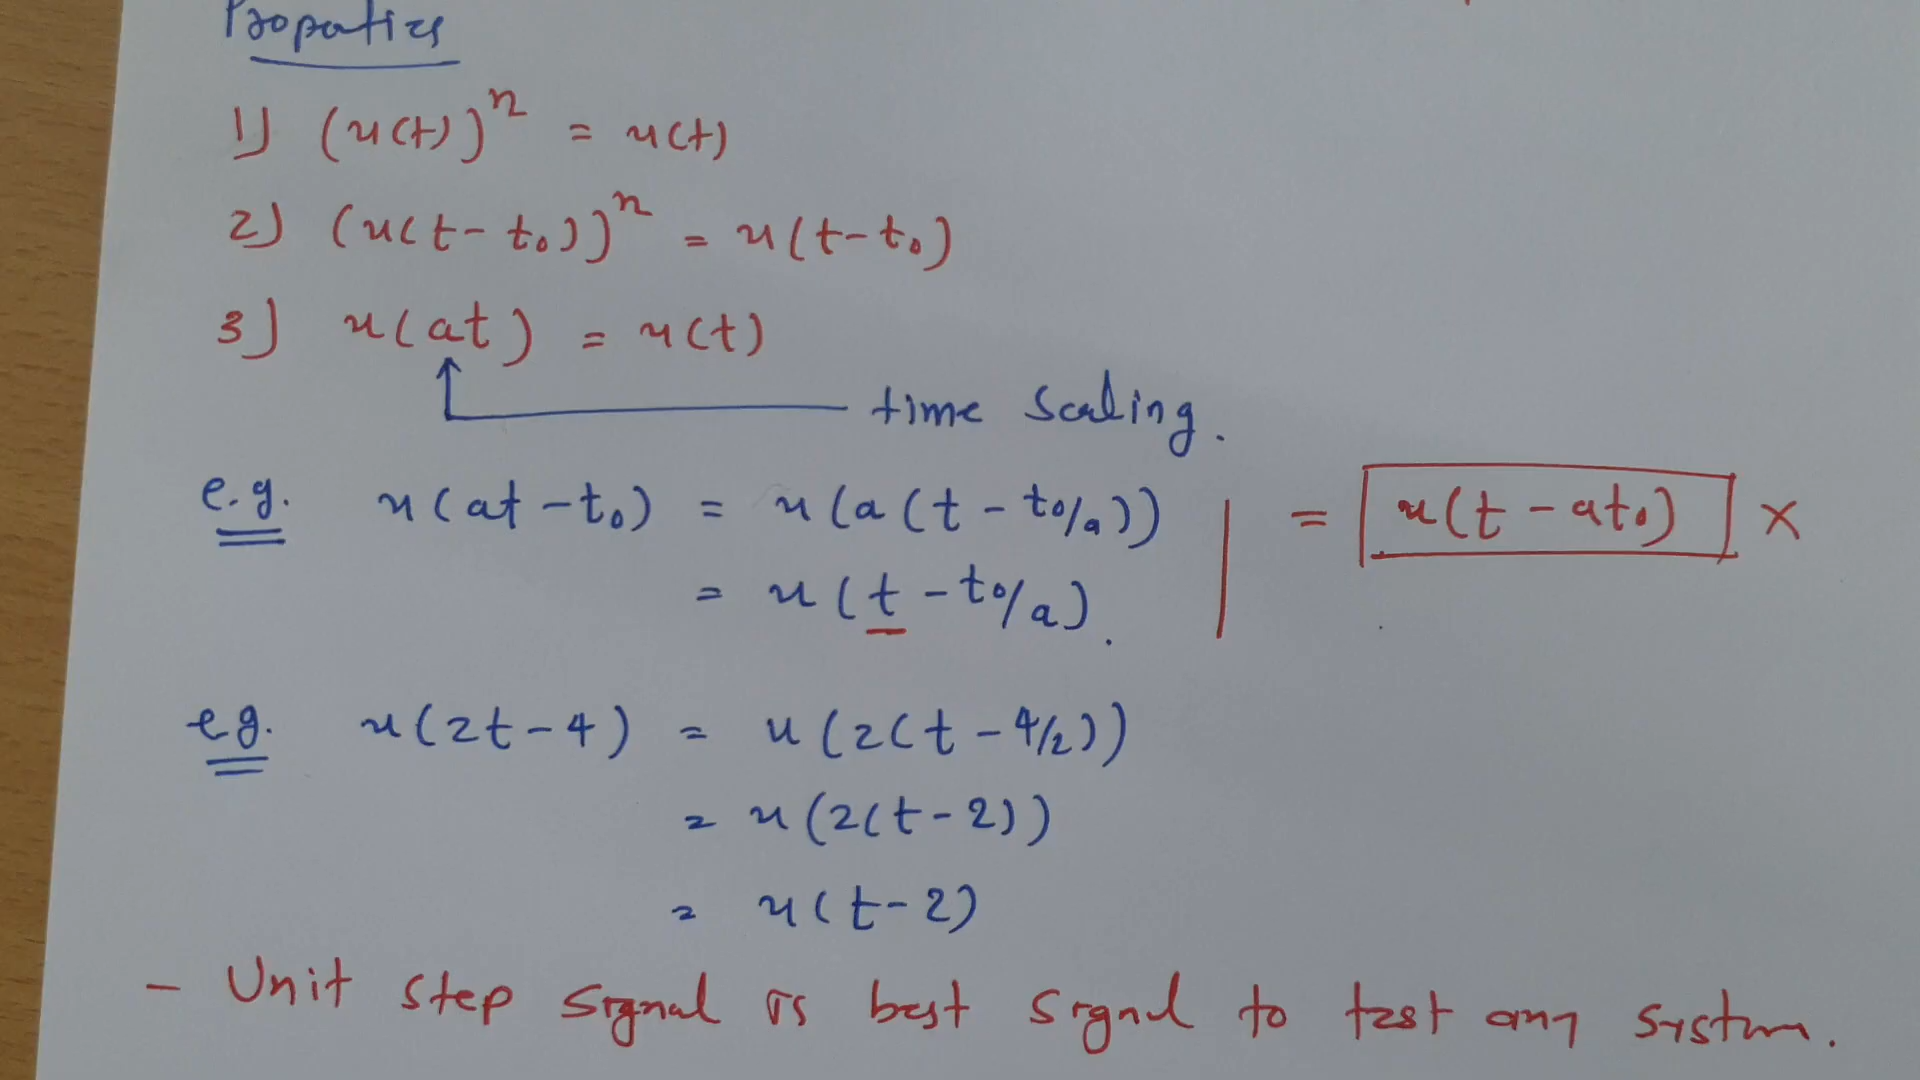 Properties
1) (u(t))^n = u(t)
2) (u(t-t₀))^n = u(t-t₀)
3) u(at) = u(t)
time scaling.
e.g. u(at-t₀) = u(a(t-t₀/a)) = u(t-at₀) ×
= u(t-t₀/a).
e.g. u(2t-4) = u(2(t-4/2))
= u(2(t-2))
= u(t-2)
- Unit step signal is best signal to test any system.